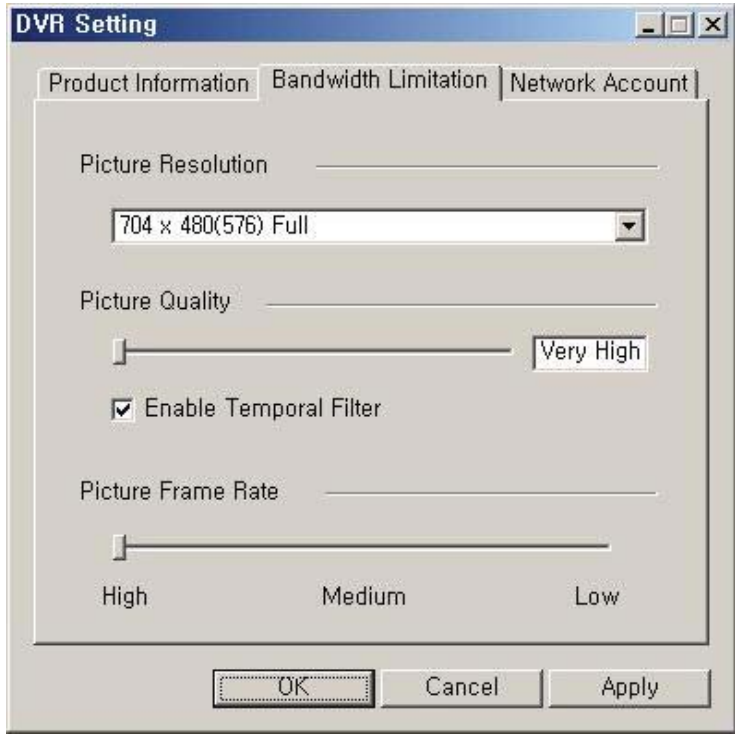 DVR Setting
Product Information Bandwidth Limitation Network Account
Picture Resolution
704 x 480(576) Full
Picture Quality
Very High
Enable Temporal Filter
Picture Frame Rate
High Medium Low
OK Cancel Apply